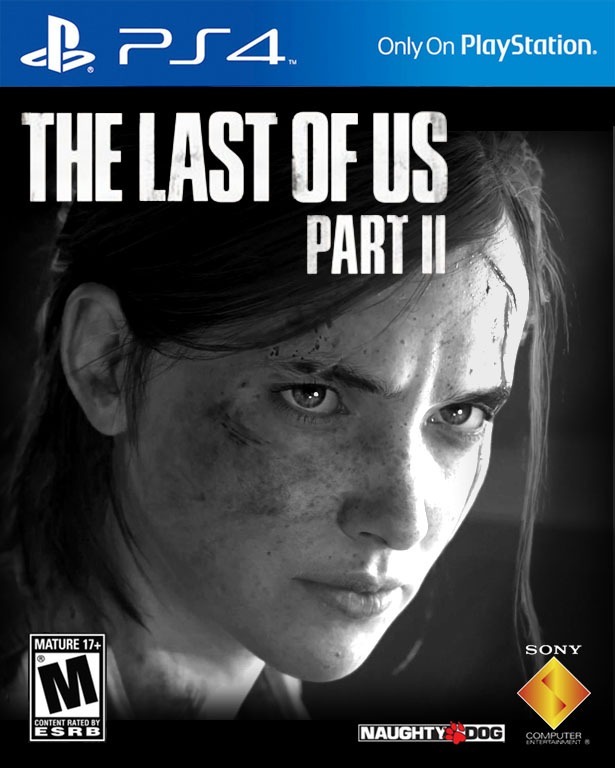 PS4™
Only On PlayStation®
THE LAST OF US
PART II
MATURE 17+
M®
CONTENT RATED BY
ESRB
NAUGHTY DOG
SONY
COMPUTER
ENTERTAINMENT®